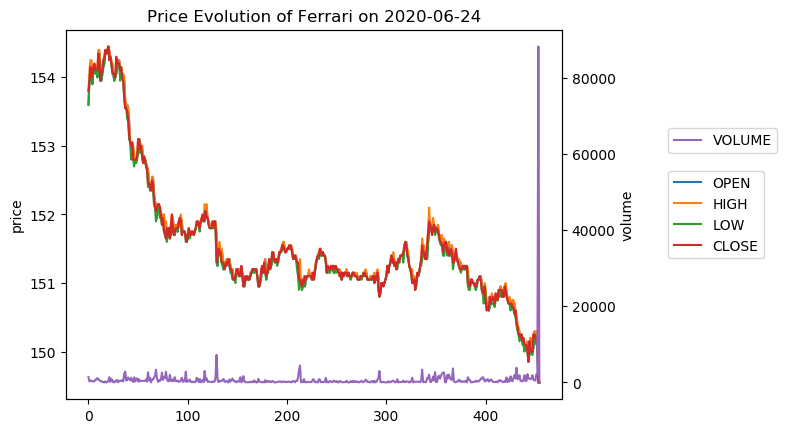 Price Evolution of Ferrari on 2020-06-24
price
154
153
152
151
150
0
100
200
300
400
80000
60000
40000
20000
0
volume
VOLUME
OPEN
HIGH
LOW
CLOSE